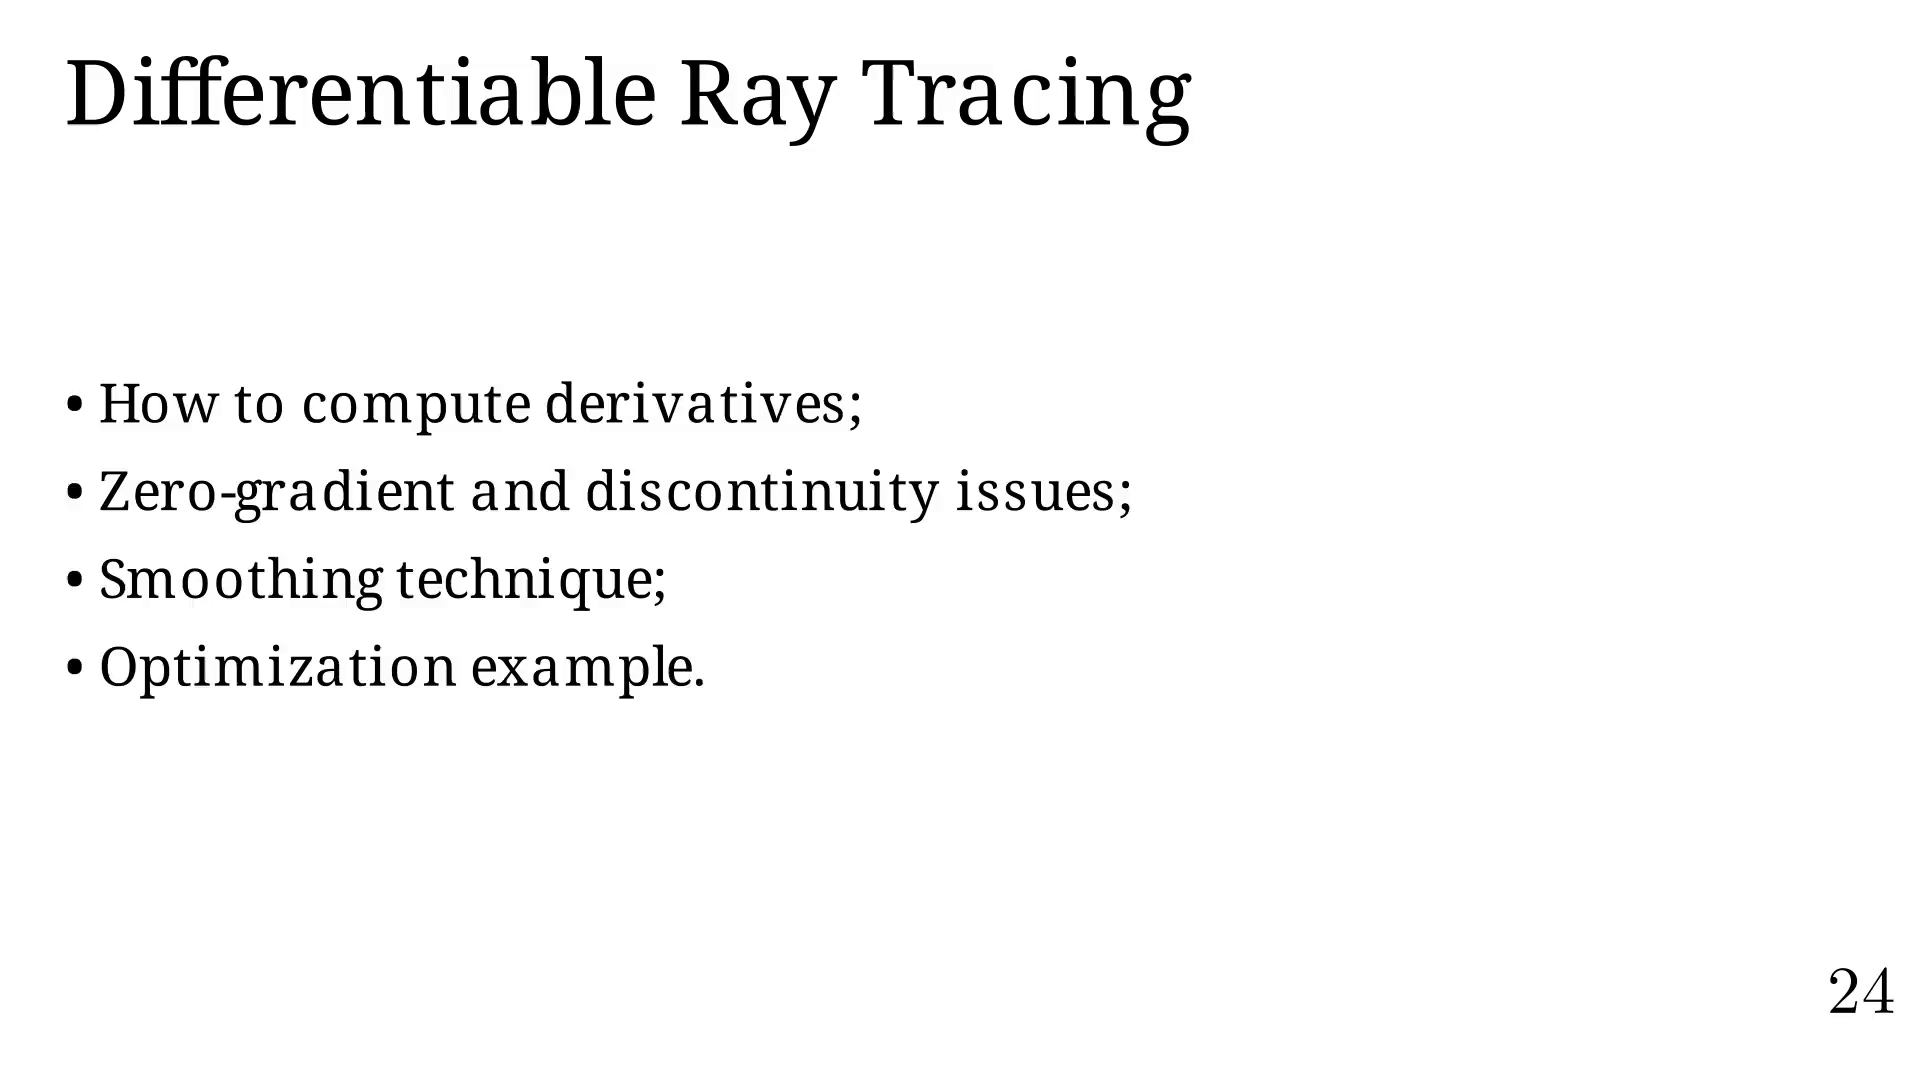 Differentiable Ray Tracing
• How to compute derivatives;
• Zero-gradient and discontinuity issues;
• Smoothing technique;
• Optimization example.
24